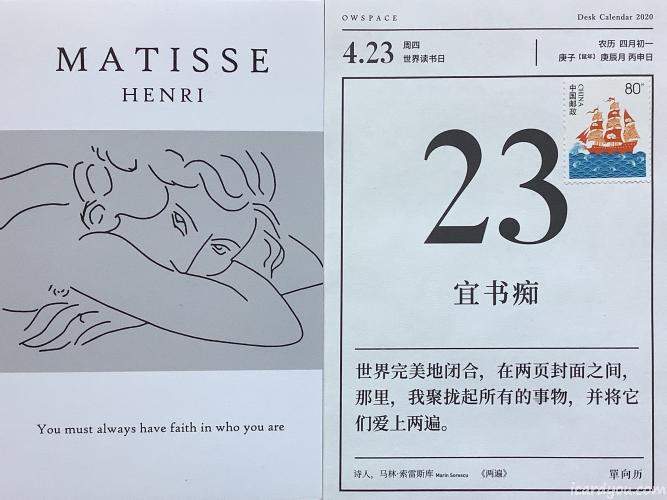 MATISSE
HENRI
You must always have faith in who you are
OWSPACE
Desk Calendar 2020
4.23
周四
世界读书日
农历 四月初一
庚子【鼠年】庚辰月 丙申日
80分
CHINA
中国邮政
23
宜书痴
世界完美地闭合，在两页封面之间，
那里，我聚拢起所有的事物，并将它
们爱上两遍。
诗人，马林·索雷斯库 Marin Sorescu 《两遍》
單向历
icardyou.com